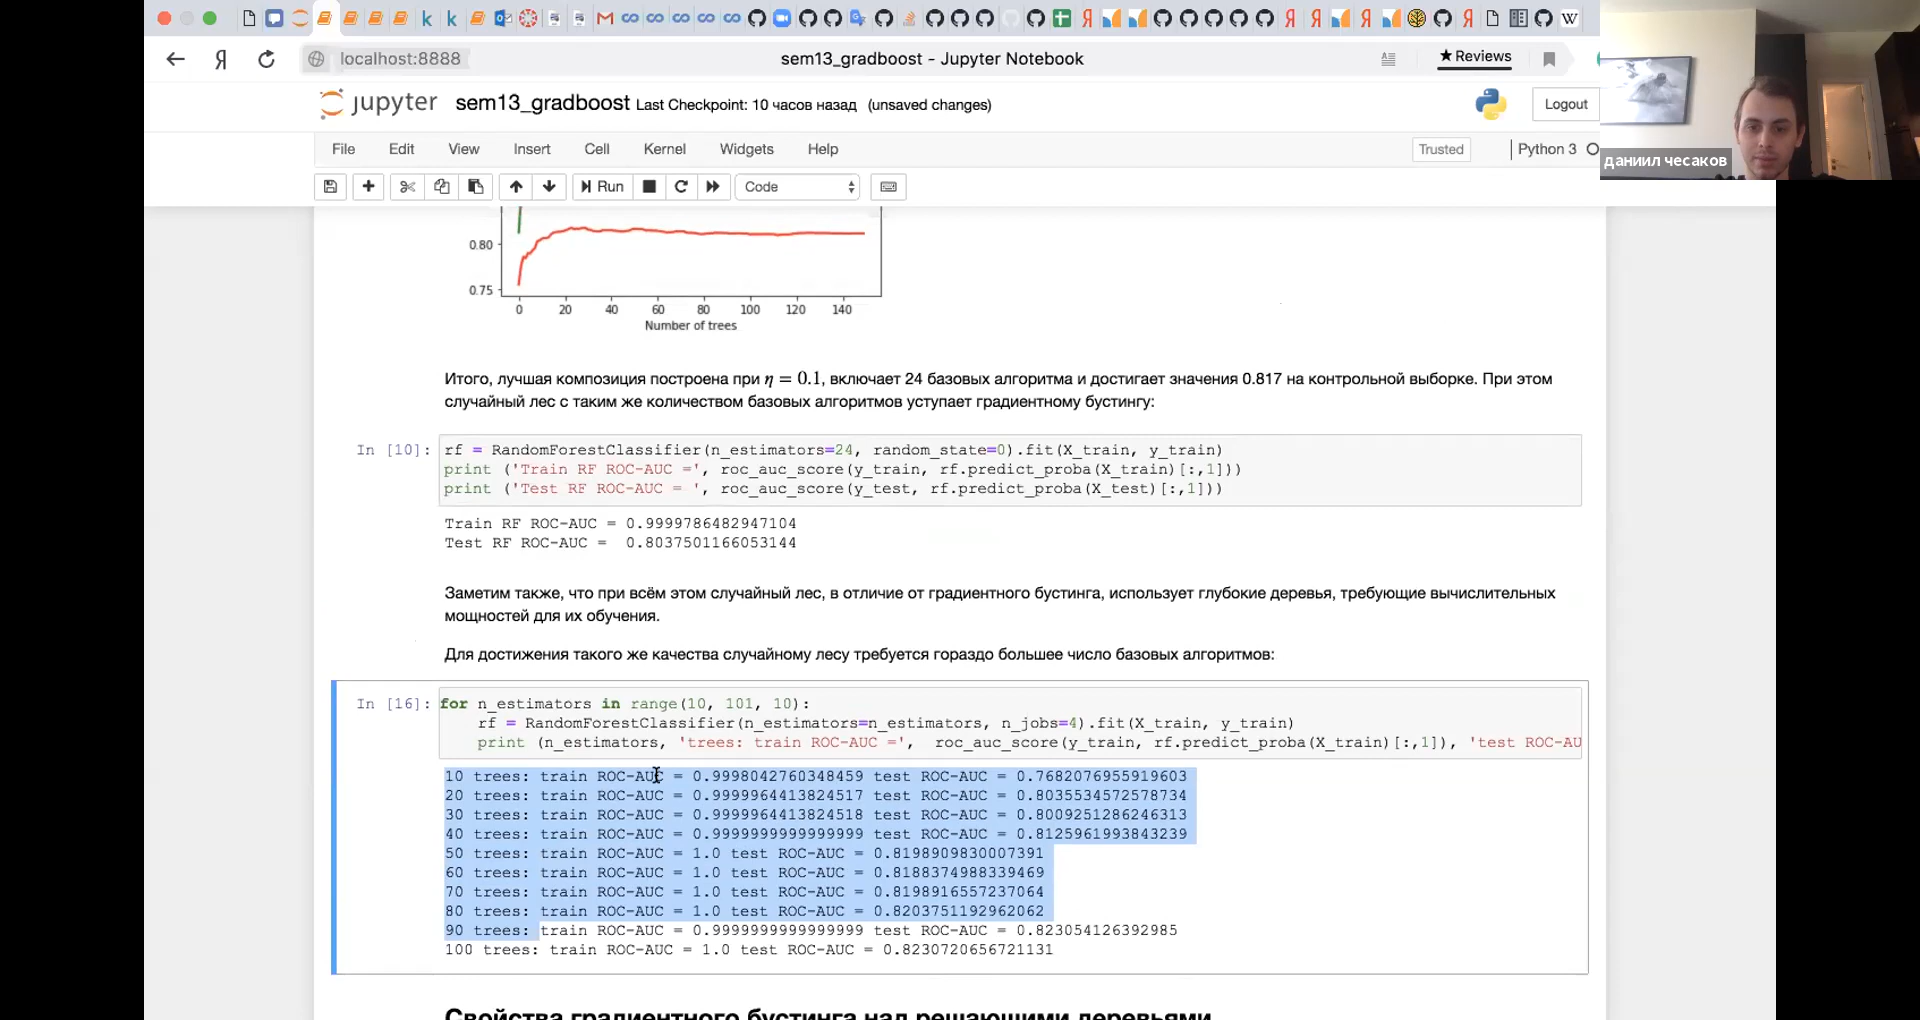 localhost:8888
sem13_gradboost - Jupyter Notebook
★Reviews
jupyter sem13_gradboost Last Checkpoint: 10 часов назад (unsaved changes)
Logout
даниил чесаков
File Edit View Insert Cell Kernel Widgets Help
Trusted
Python 3
Run
Code
0.80
0.75
0 20 40 60 80 100 120 140
Number of trees
Итого, лучшая композиция построена при η = 0.1, включает 24 базовых алгоритма и достигает значения 0.817 на контрольной выборке. При этом
случайный лес с таким же количеством базовых алгоритмов уступает градиентному бустингу:
In [10]: rf = RandomForestClassifier(n_estimators=24, random_state=0).fit(X_train, y_train)
print ('Train RF ROC-AUC =', roc_auc_score(y_train, rf.predict_proba(X_train)[:,1]))
print ('Test RF ROC-AUC = ', roc_auc_score(y_test, rf.predict_proba(X_test)[:,1]))
Train RF ROC-AUC = 0.9999786482947104
Test RF ROC-AUC =  0.8037501166053144
Заметим также, что при всём этом случайный лес, в отличие от градиентного бустинга, использует глубокие деревья, требующие вычислительных
мощностей для их обучения.
Для достижения такого же качества случайному лесу требуется гораздо большее число базовых алгоритмов:
In [16]: for n_estimators in range(10, 101, 10):
rf = RandomForestClassifier(n_estimators=n_estimators, n_jobs=4).fit(X_train, y_train)
print (n_estimators, 'trees: train ROC-AUC =',  roc_auc_score(y_train, rf.predict_proba(X_train)[:,1]), 'test ROC-AU
10 trees: train ROC-AUC = 0.9998042760348459 test ROC-AUC = 0.7682076955919603
20 trees: train ROC-AUC = 0.9999964413824517 test ROC-AUC = 0.8035534572578734
30 trees: train ROC-AUC = 0.9999964413824518 test ROC-AUC = 0.8009251286246313
40 trees: train ROC-AUC = 0.9999999999999999 test ROC-AUC = 0.8125961993843239
50 trees: train ROC-AUC = 1.0 test ROC-AUC = 0.8198909830007391
60 trees: train ROC-AUC = 1.0 test ROC-AUC = 0.8188374988339469
70 trees: train ROC-AUC = 1.0 test ROC-AUC = 0.8198916557237064
80 trees: train ROC-AUC = 1.0 test ROC-AUC = 0.8203751192962062
90 trees: train ROC-AUC = 0.9999999999999999 test ROC-AUC = 0.823054126392985
100 trees: train ROC-AUC = 1.0 test ROC-AUC = 0.8230720656721131
Свойства градиентного бустинга над решающими деревьями